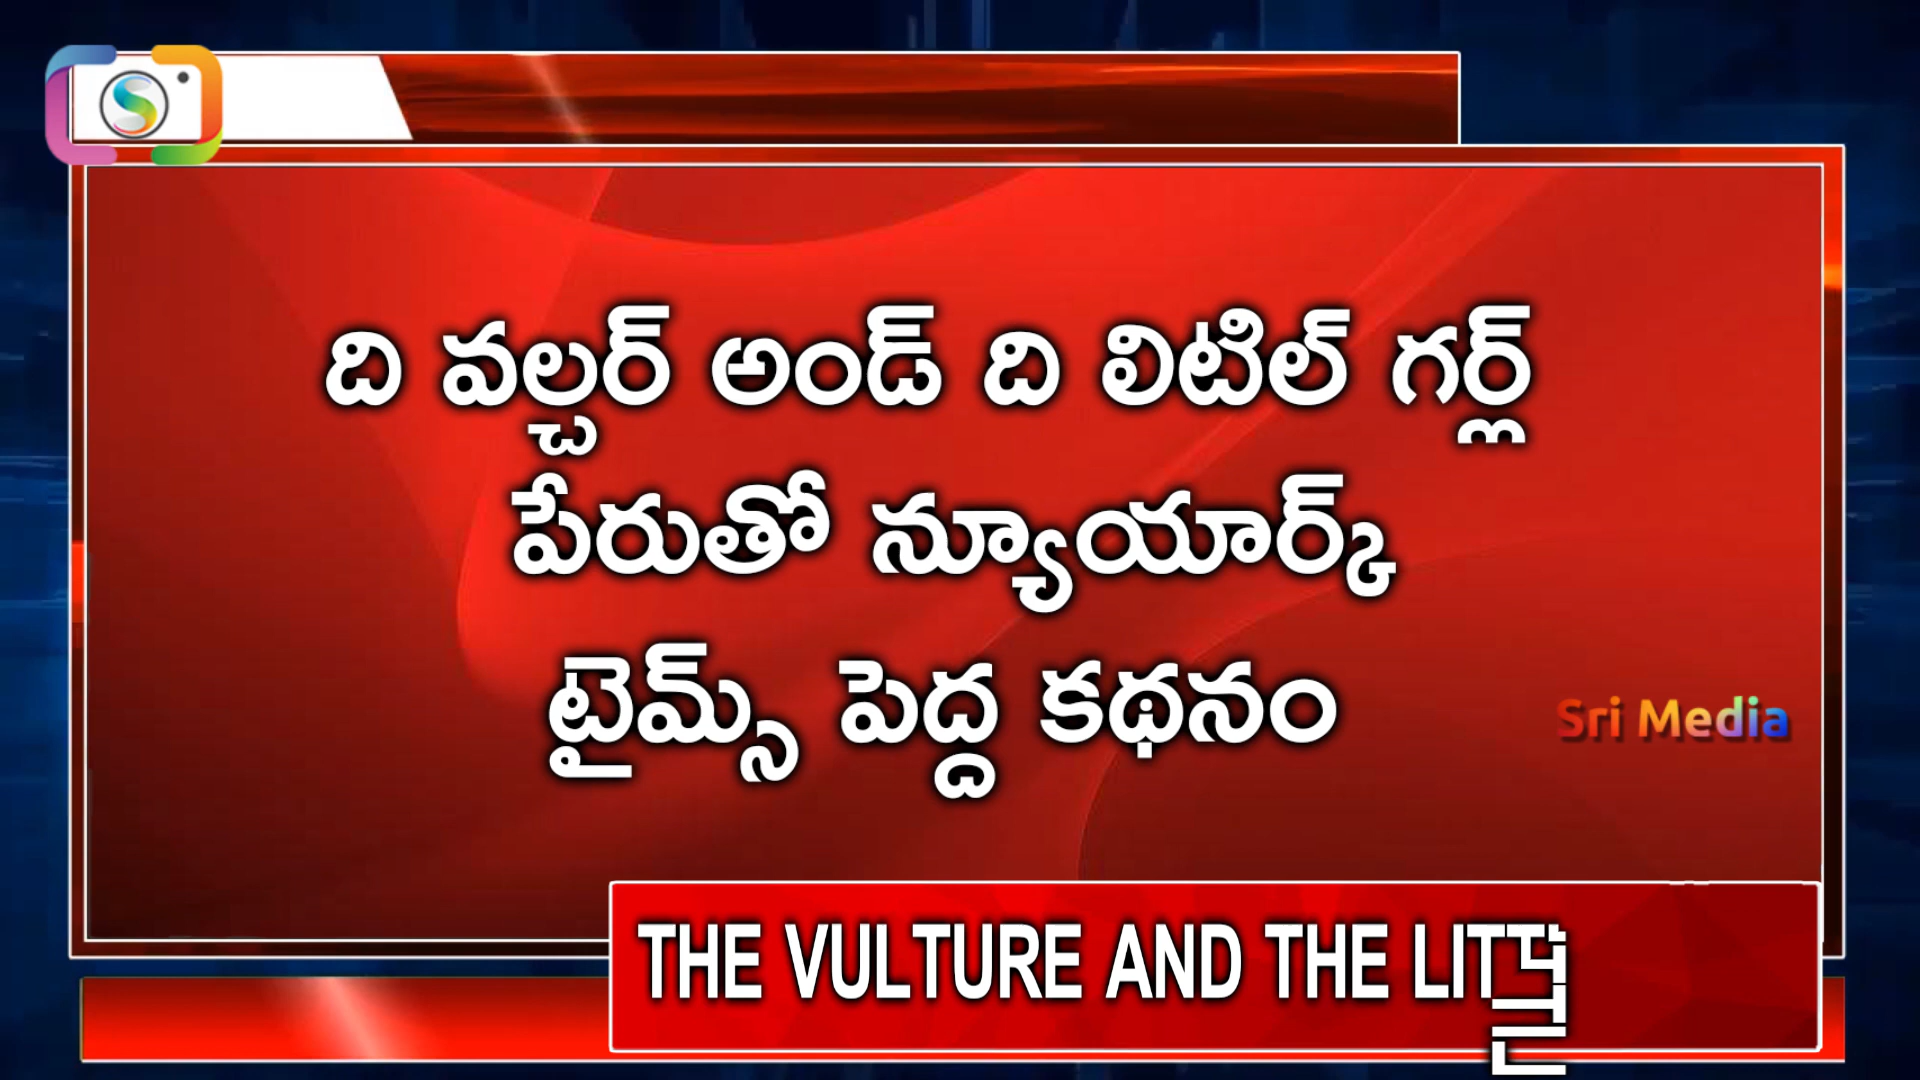 ది వల్చర్ అండ్ ది లిటిల్ గర్ల్
పేరుతో న్యూయార్క్
టైమ్స్ పెద్ద కథనం
Sri Media
THE VULTURE AND THE LIT